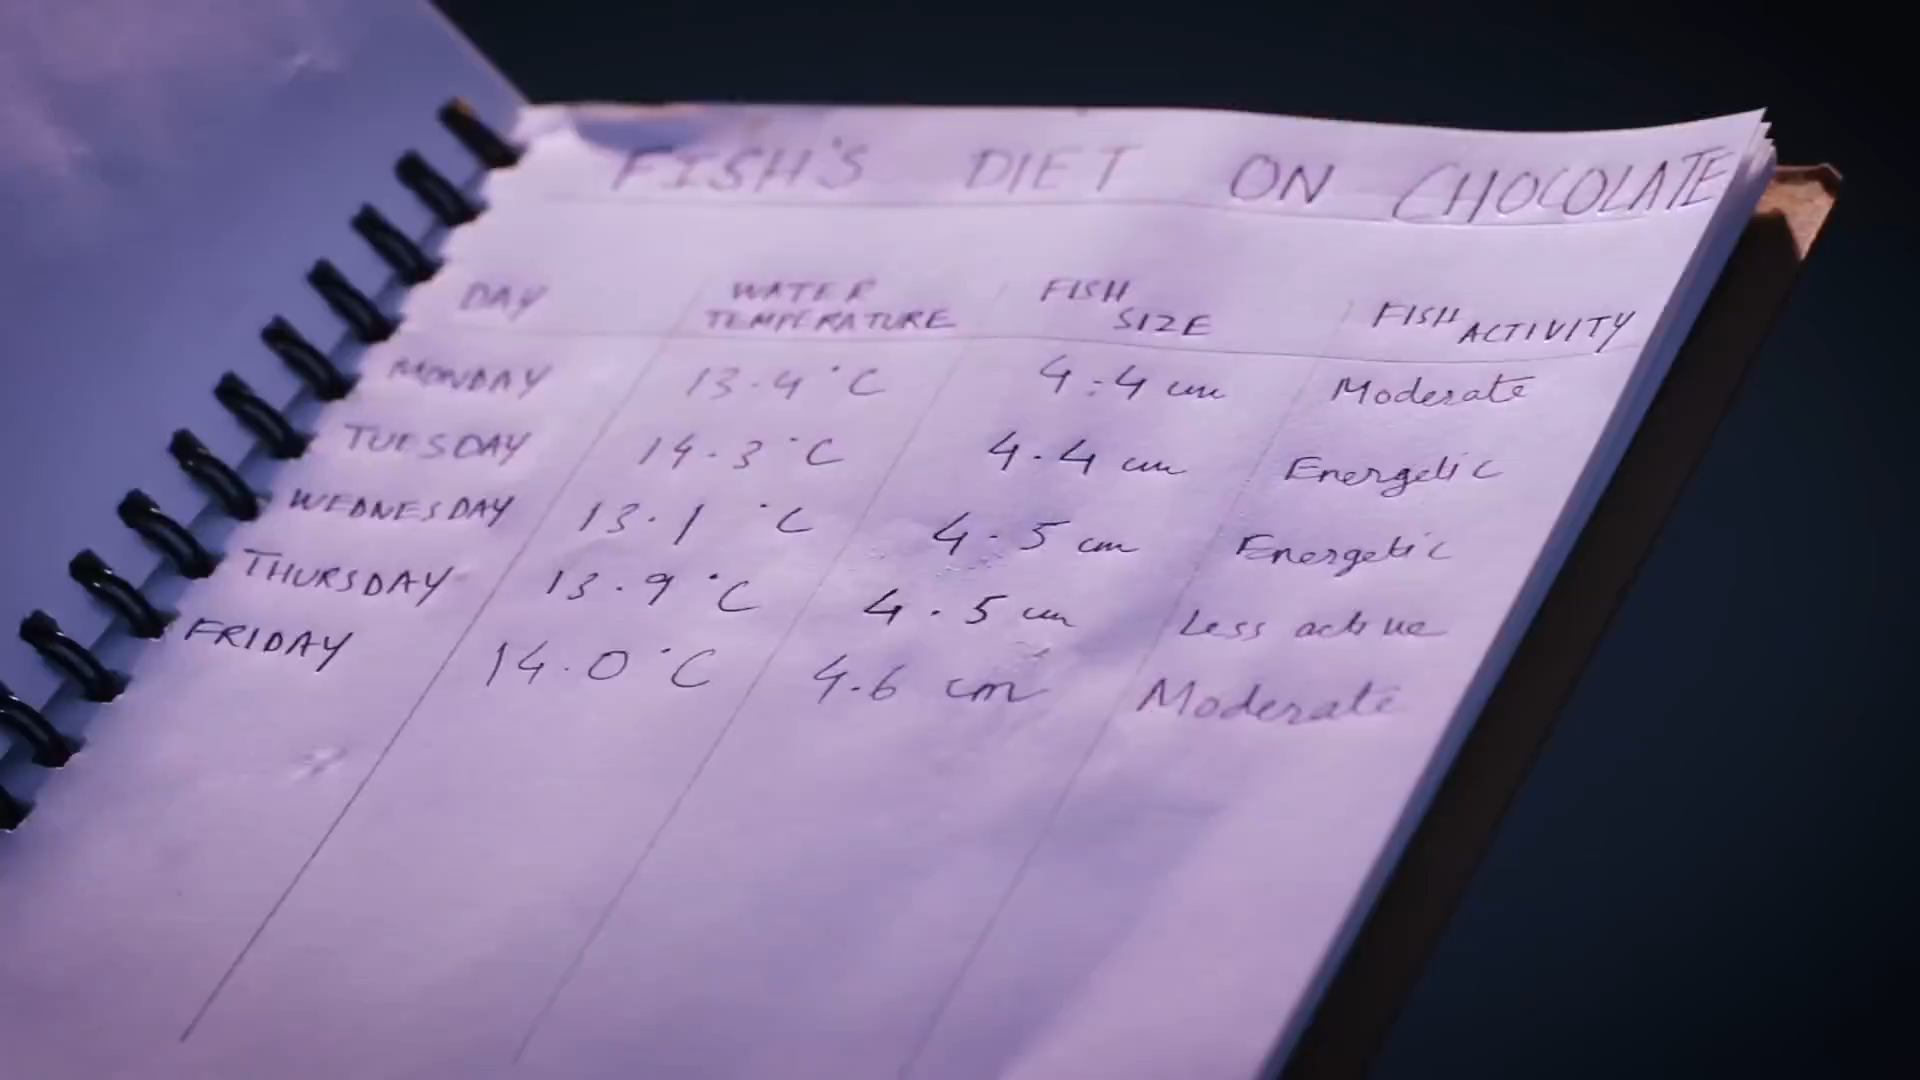 FISH'S DIET ON CHOCOLATE
DAY WATER TEMPERATURE FISH SIZE FISH ACTIVITY
MONDAY 13.4°C 4.4 cm Moderate
TUESDAY 14.3°C 4.4 cm Energetic
WEDNESDAY 13.1°C 4.5 cm Energetic
THURSDAY 13.9°C 4.5 cm Less active
FRIDAY 14.0°C 4.6 cm Moderate